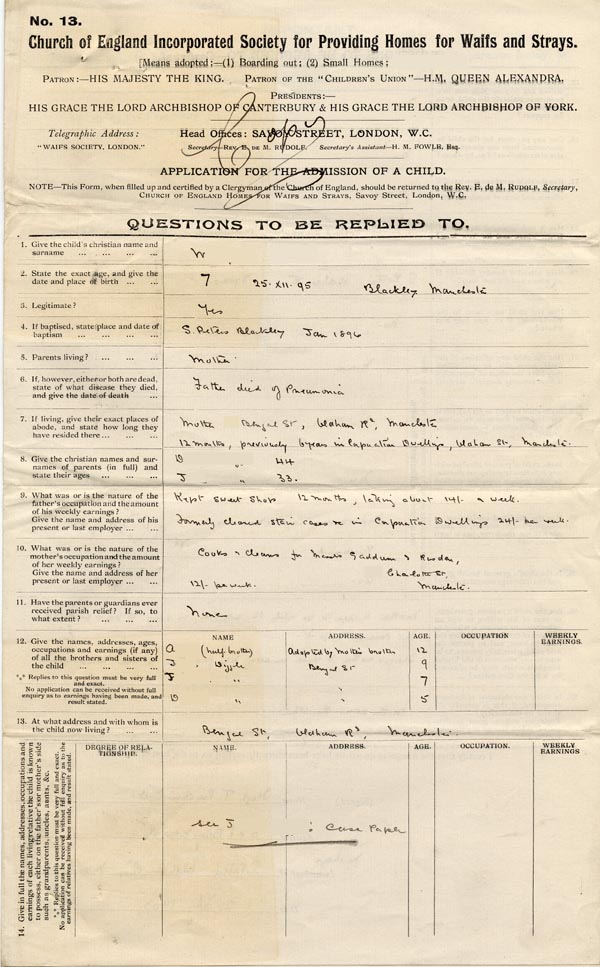 No. 13.
Church of England Incorporated Society for Providing Homes for Waifs and Strays.
[Means adopted:—(1) Boarding out; (2) Small Homes;
PATRON:—HIS MAJESTY THE KING. PATRON OF THE "CHILDREN'S UNION"—H.M. QUEEN ALEXANDRA.
PRESIDENTS:—
HIS GRACE THE LORD ARCHBISHOP OF CANTERBURY & HIS GRACE THE LORD ARCHBISHOP OF YORK.
Copy
Telegraphic Address: Head Offices: SAVOY STREET, LONDON, W.C.
"WAIFS SOCIETY, LONDON." Secretary—REV. E. DE M. RUDOLF. Secretary's Assistant—H. M. FOWLE, Esq.
APPLICATION FOR THE ADMISSION OF A CHILD.
NOTE—This Form, when filled up and certified by a Clergyman of the Church of England, should be returned to the Rev. E. de M. RUDOLF, Secretary,
CHURCH OF ENGLAND HOMES FOR WAIFS AND STRAYS, Savoy Street, London, W.C.
QUESTIONS TO BE REPLIED TO.
1. Give the child's christian name and
surname ... ... ... ... W
2. State the exact age, and give the
date and place of birth ... ... 7 25.XII.95 Blackley Manchester
3. Legitimate? ... ... ... Yes
4. If baptised, state place and date of
baptism ... ... ... ... S. Peters Blackley Jan 1896
5. Parents living? ... ... ... Mother
6. If, however, either or both are dead,
state of what disease they died,
and give the date of death ... Father died of Pneumonia
7. If living, give their exact places of
abode, and state how long they
have resided there ... ... ... Mother Bengal St, Oldham Rd, Manchester
12 months, previously 6 years in Corporation Dwellings, Oldham St, Manchester.
8. Give the christian names and sur-
names of parents (in full) and
state their ages ... ... ... D " 44
J " 33.
9. What was or is the nature of the
father's occupation and the amount
of his weekly earnings?
Give the name and address of his
present or last employer ... ... Kept Sweet Shop 12 months, taking about 14/- a week.
Formerly cleaned stair cases &c in Corporation Dwellings 24/- per week.
10. What was or is the nature of the
mother's occupation and the amount
of her weekly earnings?
Give the name and address of her
present or last employer ... ... Cooks & cleans for Messrs Gaddum &
Charlotte St,
12/- per week. Manchester.
11. Have the parents or guardians ever
received parish relief? If so, to
what extent? ... ... ... None
12. Give the names, addresses, ages,
occupations and earnings (if any)
of all the brothers and sisters of
the child ... ... ... ...
*** Replies to this question must be very full
and exact.
No application can be received without full
enquiry as to earnings having been made, and
result stated.
NAME ADDRESS. AGE. OCCUPATION WEEKLY EARNINGS.
A (half-brother) Adopted by Mother's brother 12
J Bengal St 9
J " " 7
D " " 5
13. At what address and with whom is
the child now living? ... ... Bengal St, Oldham Rd, Manchester.
14. Give in full the names, addresses, occupations and
earnings of each living relative the child is known
to possess, either on the father's or mother's side
such as grandparents, uncles, aunts, &c.
*** Replies to this question must be very full and exact.
No application can be received without full enquiry as to the
earnings of relatives having been made, and result stated.
DEGREE OF RELA-
TIONSHIP. NAME. ADDRESS. AGE. OCCUPATION. WEEKLY EARNINGS
see J 's Case Paper